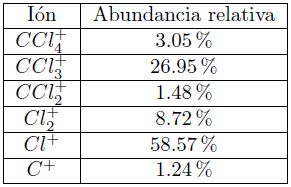 Ión Abundancia relativa
CCl₄⁺ 3.05 %
CCl₃⁺ 26.95 %
CCl₂⁺ 1.48 %
Cl₂⁺ 8.72 %
Cl⁺ 58.57 %
C⁺ 1.24 %